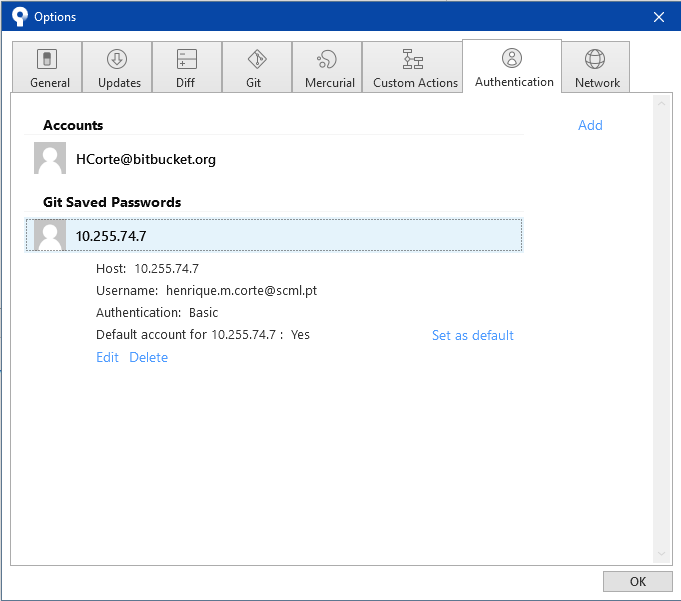 Options
General Updates Diff Git Mercurial Custom Actions Authentication Network
Accounts Add
HCorte@bitbucket.org
Git Saved Passwords
10.255.74.7
Host: 10.255.74.7
Username: henrique.m.corte@scml.pt
Authentication: Basic
Default account for 10.255.74.7 : Yes Set as default
Edit Delete
OK